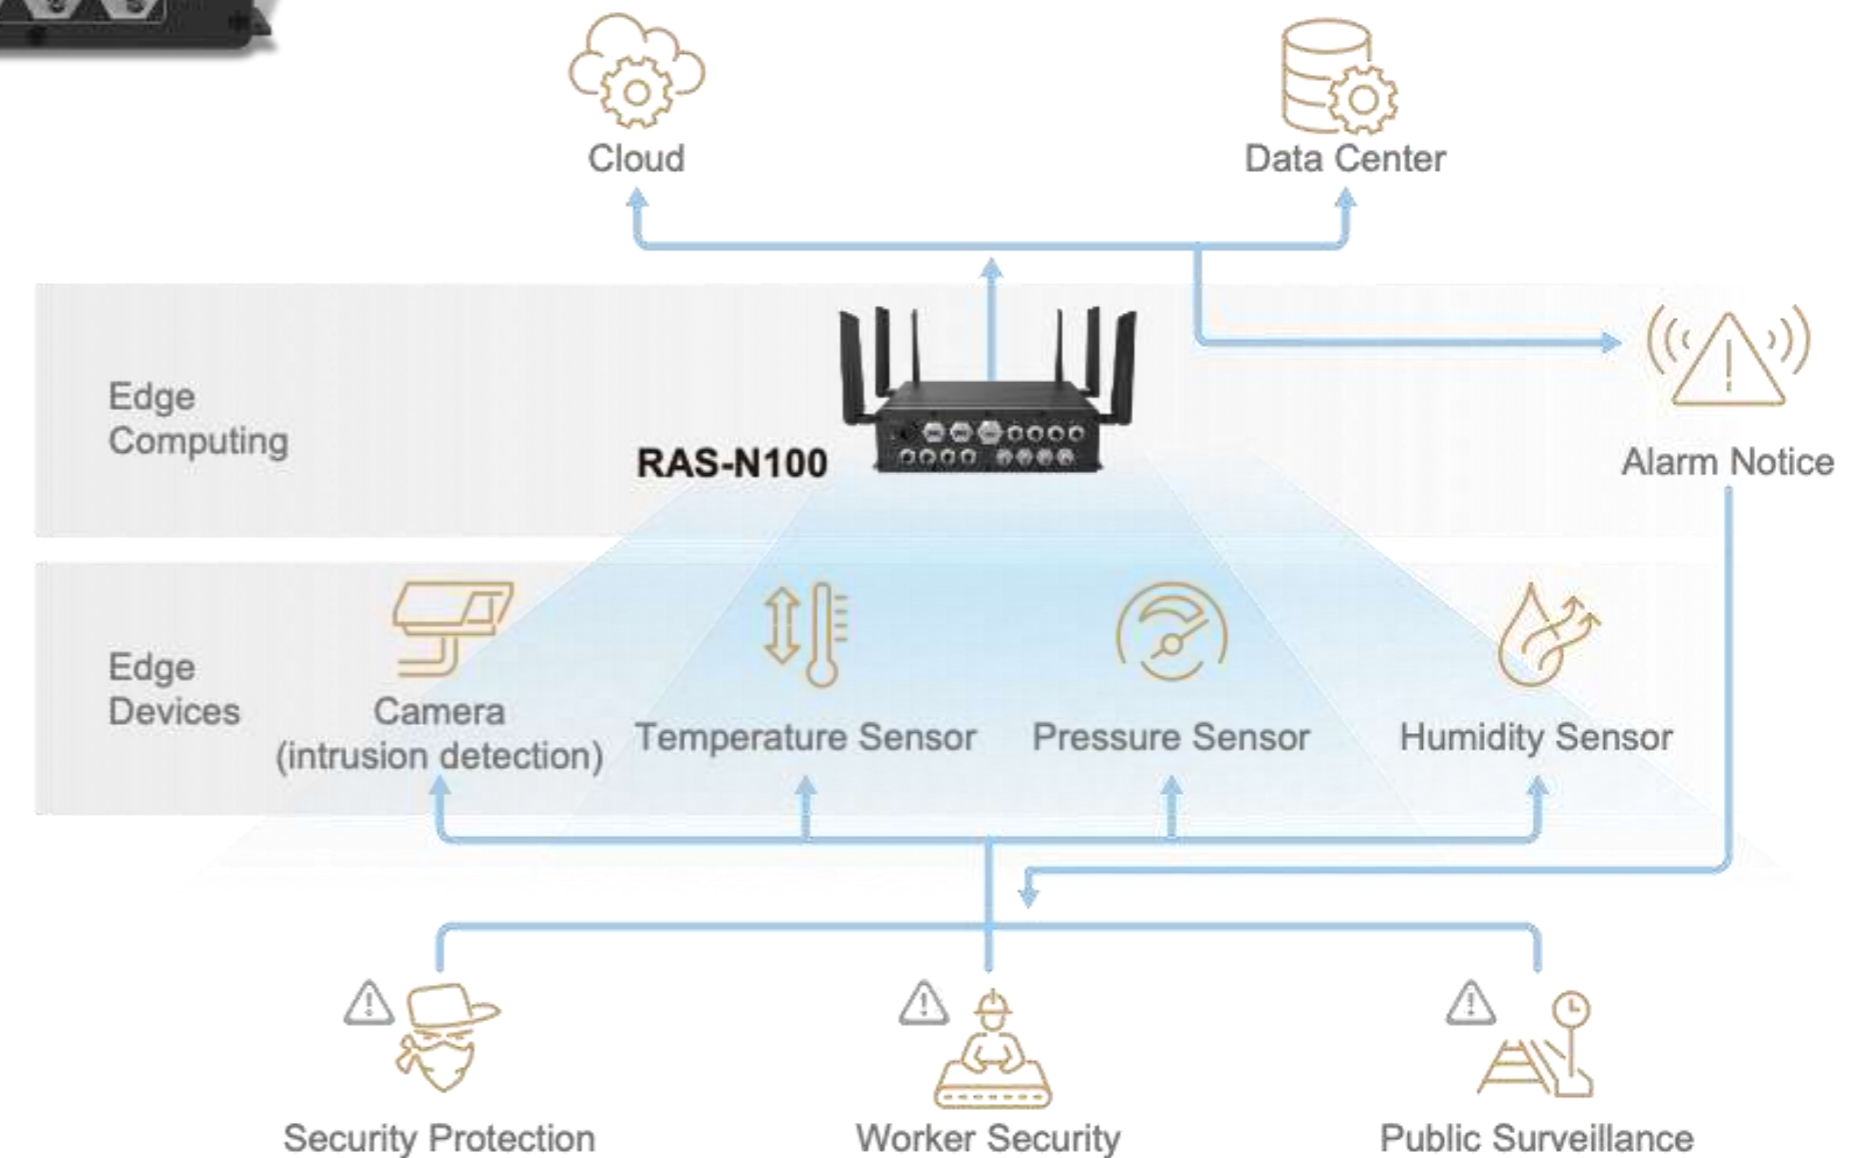 Cloud
Data Center
Edge
Computing
RAS-N100
Alarm Notice
Edge
Devices
Camera
(intrusion detection)
Temperature Sensor
Pressure Sensor
Humidity Sensor
Security Protection
Worker Security
Public Surveillance